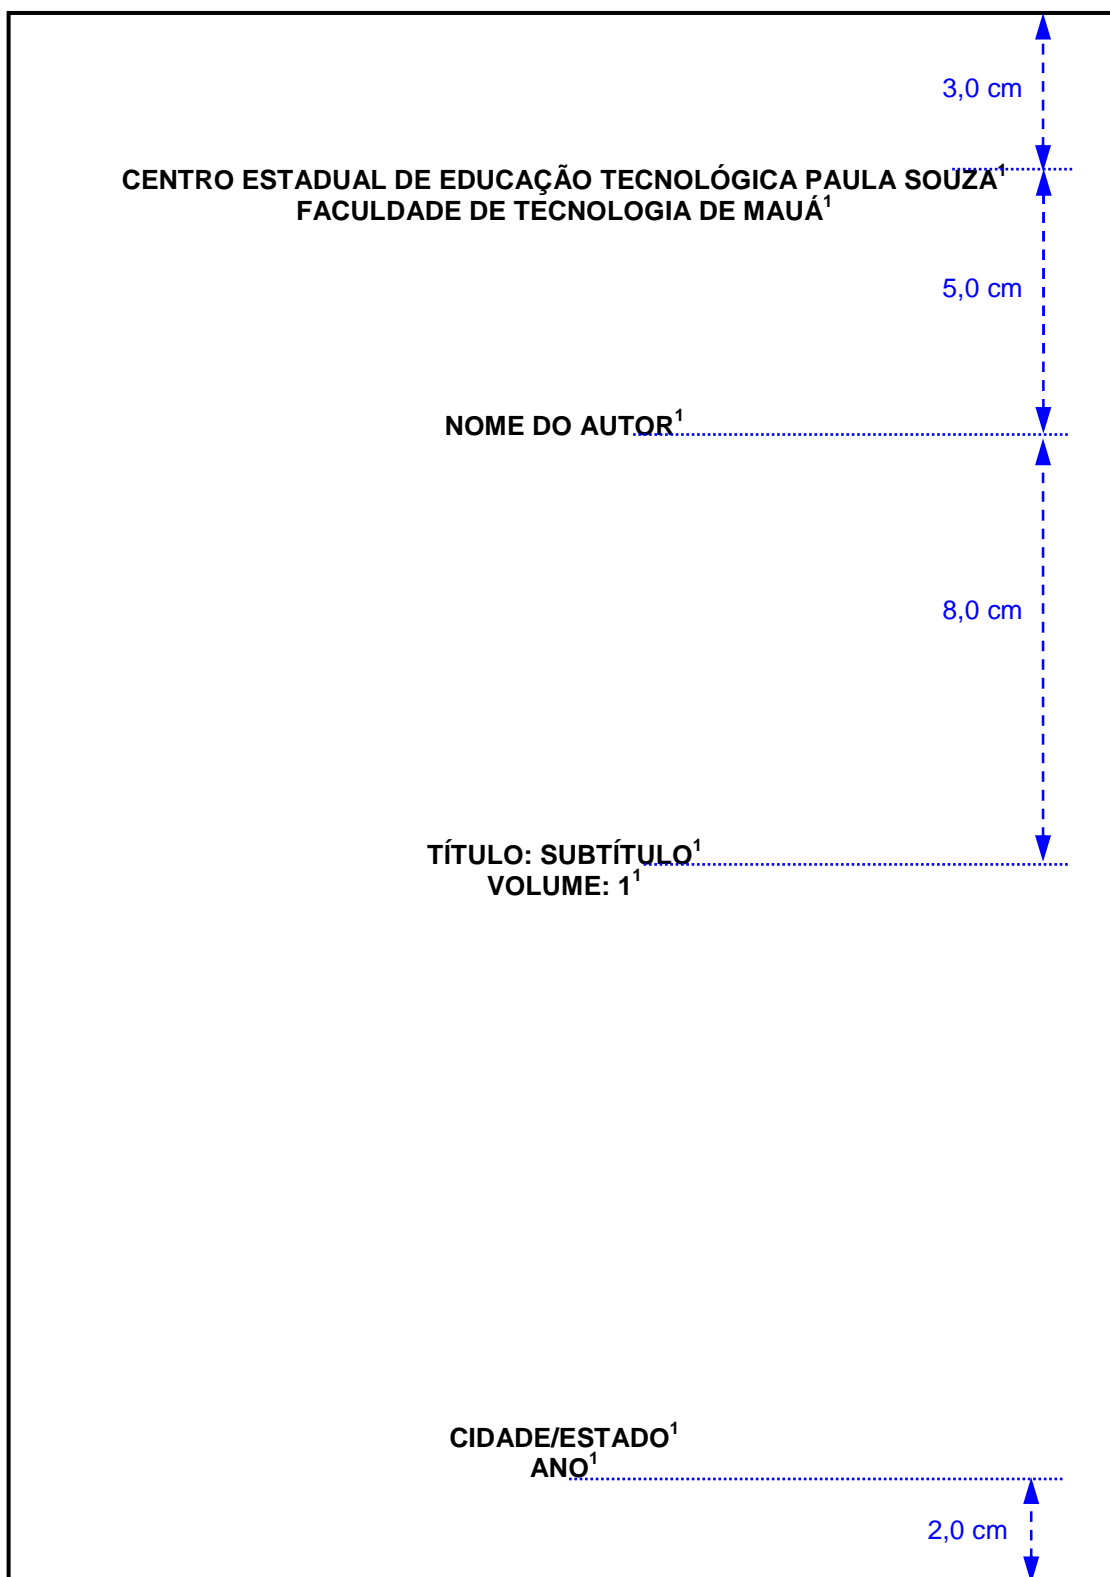 3,0 cm
CENTRO ESTADUAL DE EDUCAÇÃO TECNOLÓGICA PAULA SOUZA¹
FACULDADE DE TECNOLOGIA DE MAUÁ¹
5,0 cm
NOME DO AUTOR¹
8,0 cm
TÍTULO: SUBTÍTULO¹
VOLUME: 1¹
CIDADE/ESTADO¹
ANO¹
2,0 cm